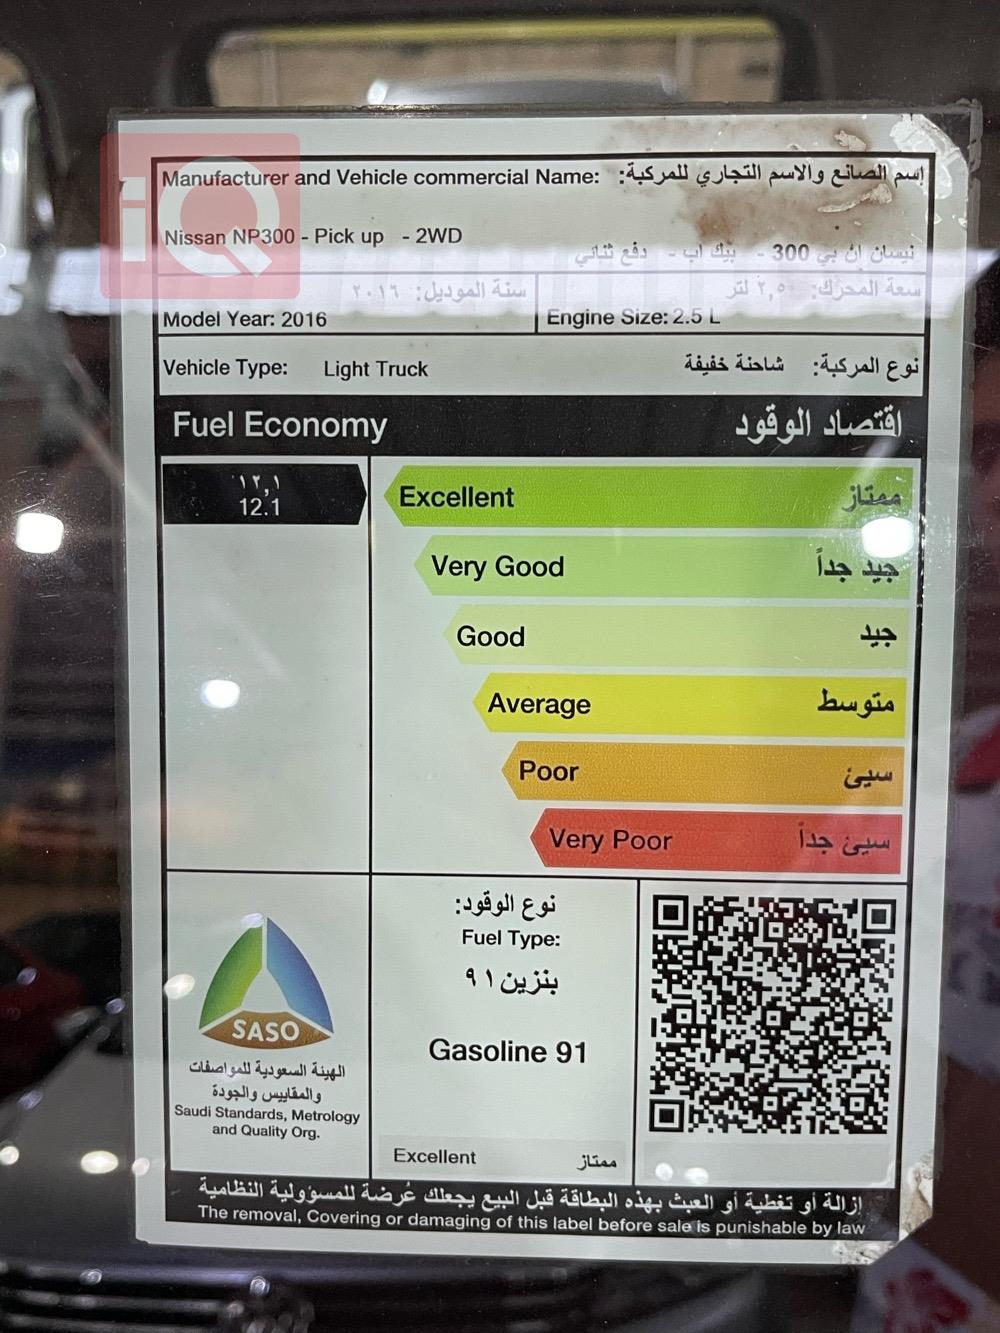 iQ
Manufacturer and Vehicle commercial Name: إسم الصانع والاسم التجاري للمركبة:
Nissan NP300 - Pick up - 2WD
نيسان ان بي 300 - بيك اب - دفع ثنائي
سنة الموديل: ٢٠١٦ سعة المحرك: ٢,٥٠ لتر
Model Year: 2016 Engine Size: 2.5 L
Vehicle Type: Light Truck شاحنة خفيفة نوع المركبة:
Fuel Economy اقتصاد الوقود
١٢,١
12.1
Excellent ممتاز
Very Good جيد جداً
Good جيد
Average متوسط
Poor سيئ
Very Poor سيئ جداً
نوع الوقود:
Fuel Type:
بنزين ٩١
Gasoline 91
Excellent ممتاز
SASO
الهيئة السعودية للمواصفات
والمقاييس والجودة
Saudi Standards, Metrology
and Quality Org.
إزالة أو تغطية أو العبث بهذه البطاقة قبل البيع يجعلك عُرضة للمسؤولية النظامية
The removal, Covering or damaging of this label before sale is punishable by law